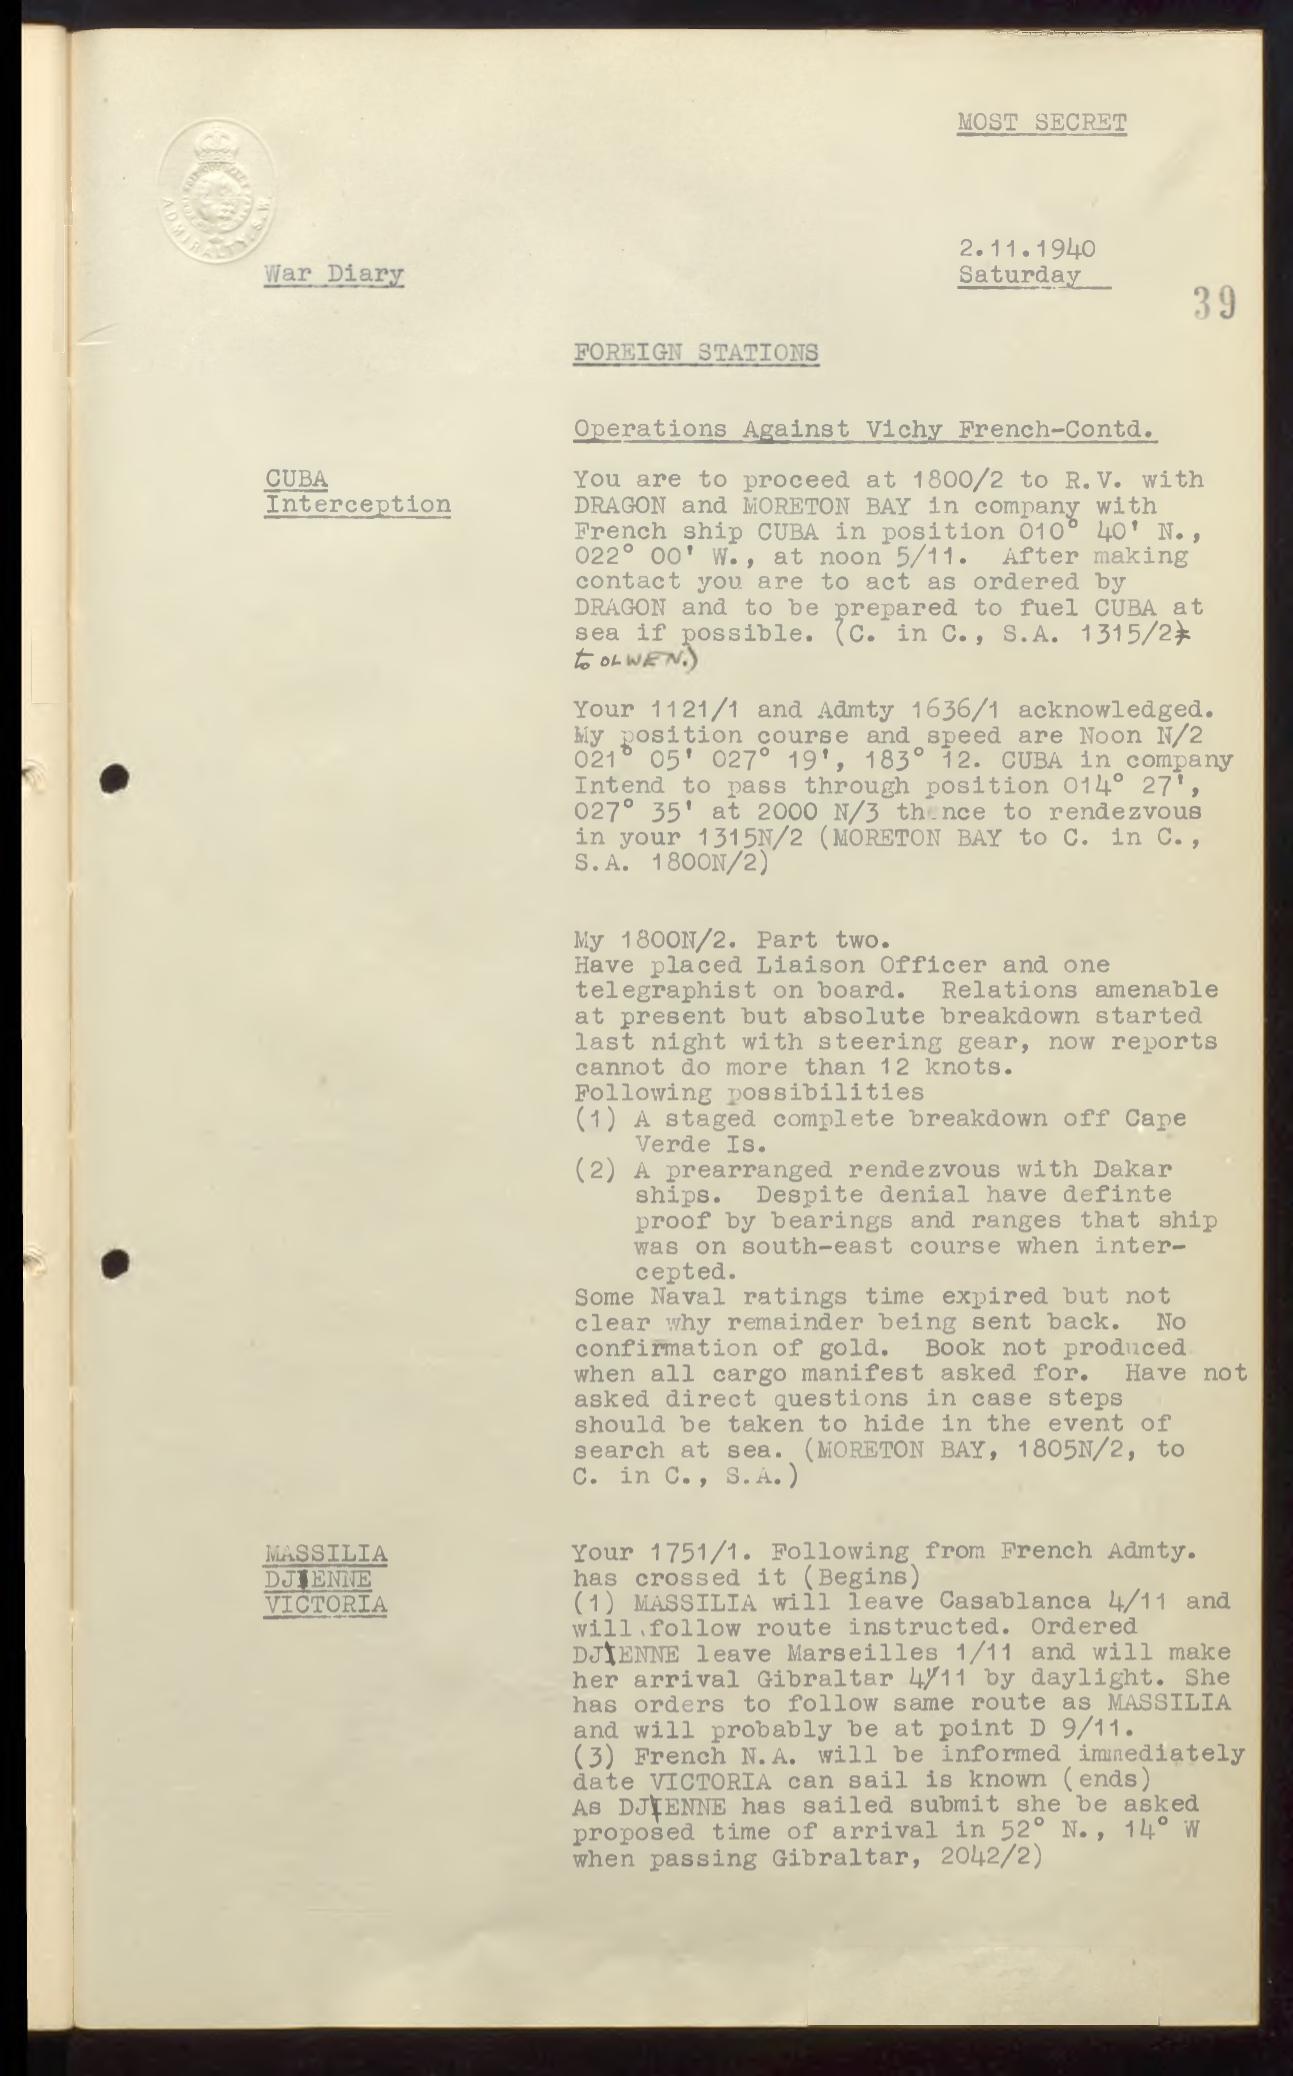 MOST SECRET
ADMIRALTY. S.W.
2.11.1940
War Diary
Saturday
39
FOREIGN STATIONS
Operations Against Vichy French-Contd.
CUBA
Interception
You are to proceed at 1800/2 to R.V. with
DRAGON and MORETON BAY in company with
French ship CUBA in position 010° 40' N.,
022° 00' W., at noon 5/11. After making
contact you are to act as ordered by
DRAGON and to be prepared to fuel CUBA at
sea if possible. (C. in C., S.A. 1315/2
to OLWEN.)
Your 1121/1 and Admty 1636/1 acknowledged.
My position course and speed are Noon N/2
021° 05' 027° 19', 183° 12. CUBA in company
Intend to pass through position 014° 27',
027° 35' at 2000 N/3 thence to rendezvous
in your 1315N/2 (MORETON BAY to C. in C.,
S.A. 1800N/2)
My 1800N/2. Part two.
Have placed Liaison Officer and one
telegraphist on board. Relations amenable
at present but absolute breakdown started
last night with steering gear, now reports
cannot do more than 12 knots.
Following possibilities
(1) A staged complete breakdown off Cape
Verde Is.
(2) A prearranged rendezvous with Dakar
ships. Despite denial have definte
proof by bearings and ranges that ship
was on south-east course when inter-
cepted.
Some Naval ratings time expired but not
clear why remainder being sent back. No
confirmation of gold. Book not produced
when all cargo manifest asked for. Have not
asked direct questions in case steps
should be taken to hide in the event of
search at sea. (MORETON BAY, 1805N/2, to
C. in C., S.A.)
MASSILIA
DJIENNE
VICTORIA
Your 1751/1. Following from French Admty.
has crossed it (Begins)
(1) MASSILIA will leave Casablanca 4/11 and
will follow route instructed. Ordered
DJIENNE leave Marseilles 1/11 and will make
her arrival Gibraltar 4/11 by daylight. She
has orders to follow same route as MASSILIA
and will probably be at point D 9/11.
(3) French N.A. will be informed immediately
date VICTORIA can sail is known (ends)
As DJIENNE has sailed submit she be asked
proposed time of arrival in 52° N., 14° W
when passing Gibraltar, 2042/2)